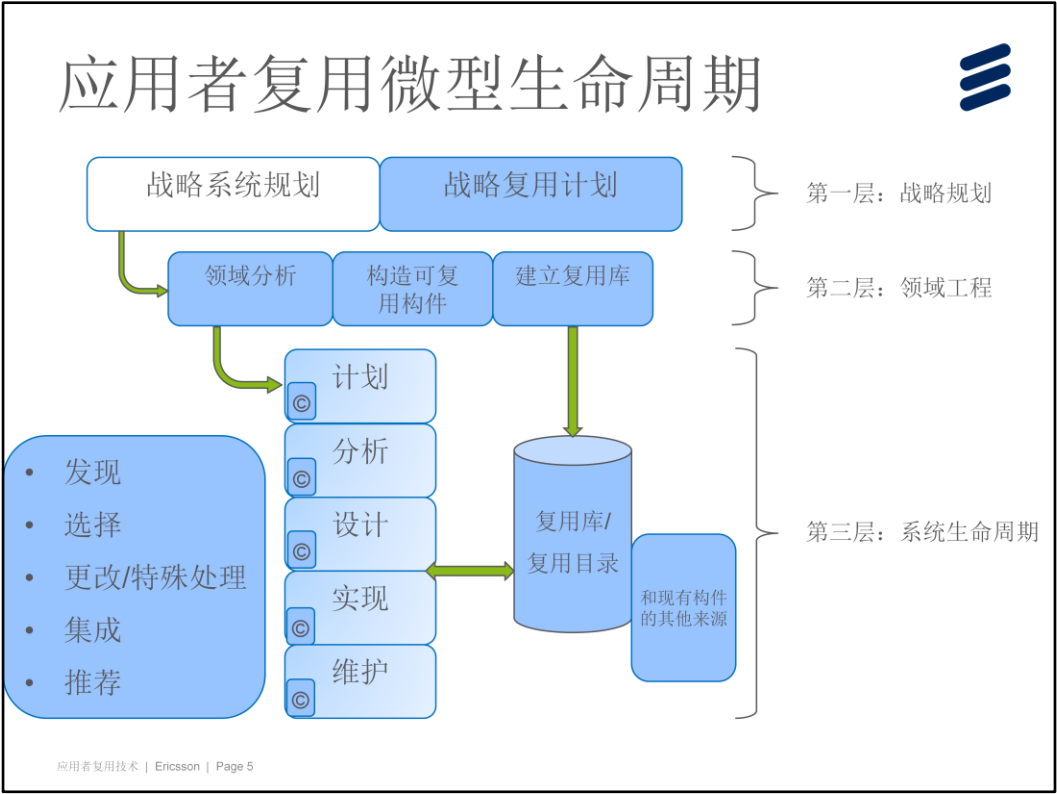 应用者复用微型生命周期
战略系统规划
战略复用计划
第一层：战略规划
领域分析
构造可复
用构件
建立复用库
第二层：领域工程
计划
©
分析
©
设计
©
实现
©
维护
©
• 发现
• 选择
• 更改/特殊处理
• 集成
• 推荐
复用库/
复用目录
和现有构件
的其他来源
第三层：系统生命周期
应用者复用技术 | Ericsson | Page 5